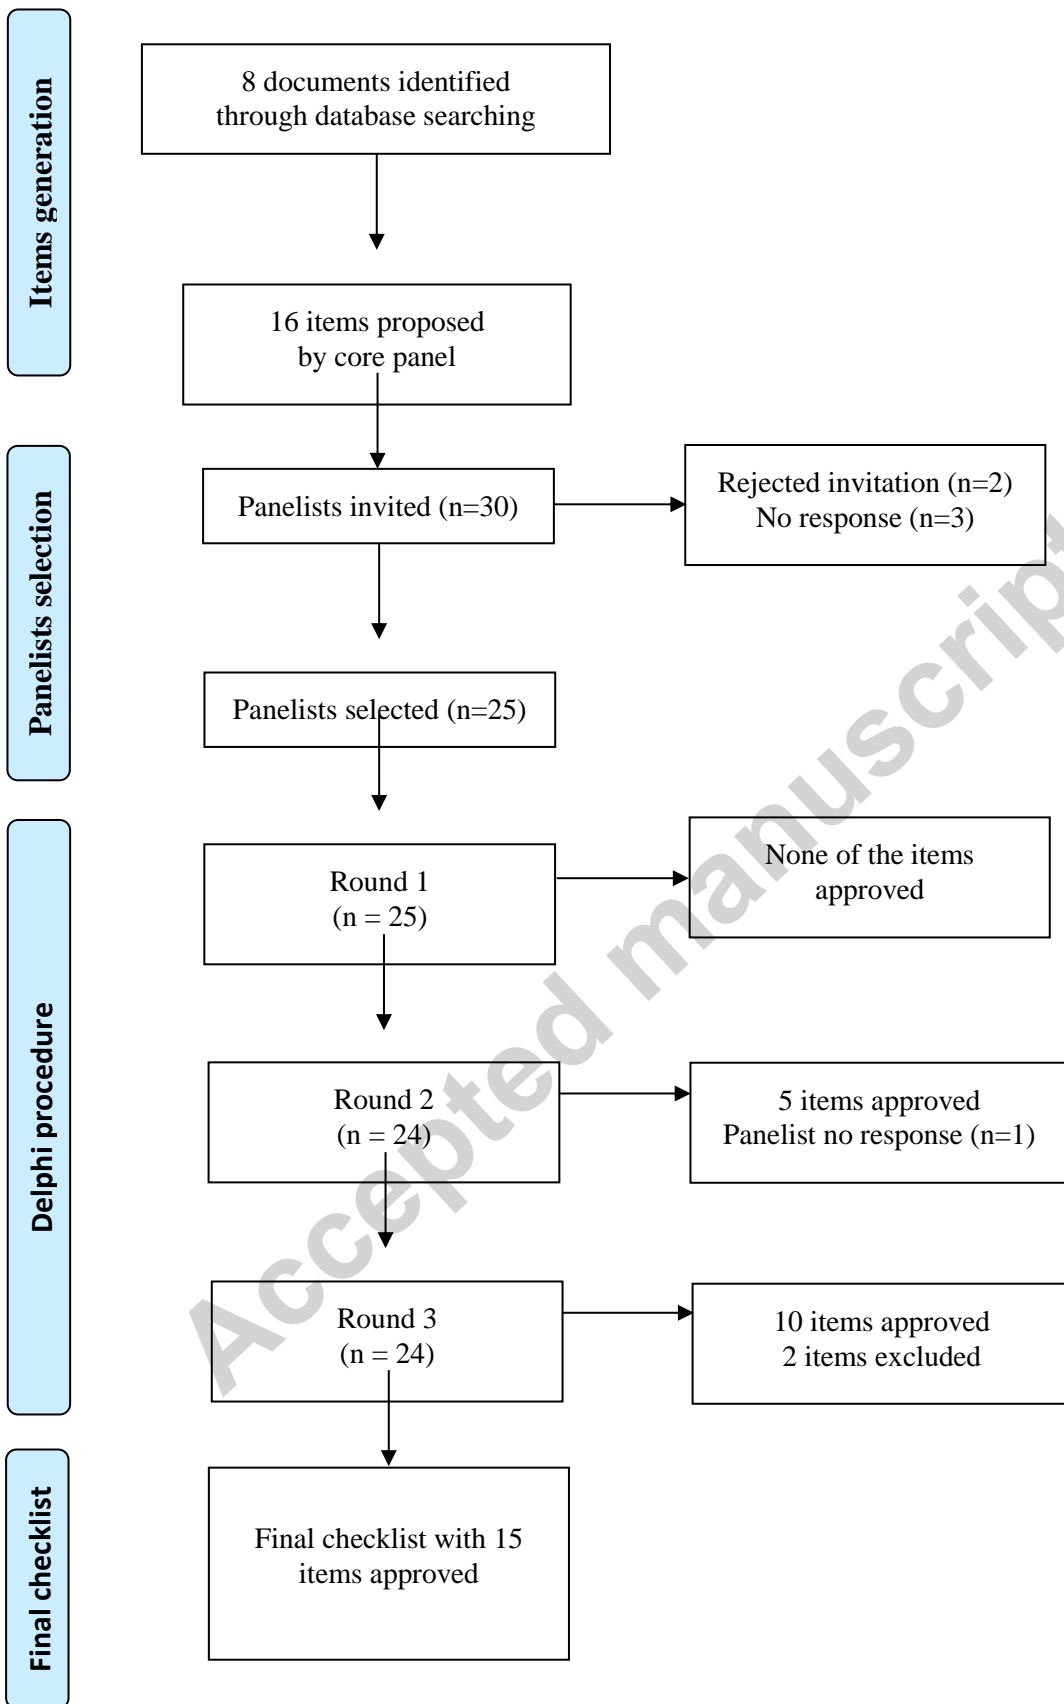 Items generation
8 documents identified
through database searching
16 items proposed
by core panel
Panelists selection
Panelists invited (n=30)
Rejected invitation (n=2)
No response (n=3)
Panelists selected (n=25)
Delphi procedure
Round 1
(n = 25)
None of the items
approved
Round 2
(n = 24)
5 items approved
Panelist no response (n=1)
Round 3
(n = 24)
10 items approved
2 items excluded
Final checklist
Final checklist with 15
items approved
Accepted manuscript